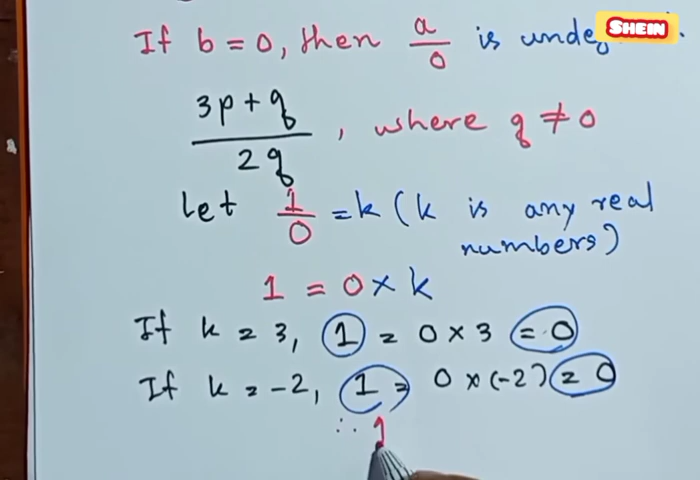 If b = 0, then a/0 is
SHEIN
(3p + q)/(2q), where q ≠ 0
Let 1/0 = k (k is any real
numbers)
1 = 0 × k
If k = 3, 1 = 0 × 3 = 0
If k = -2, 1 = 0 × (-2) = 0
∴ 1